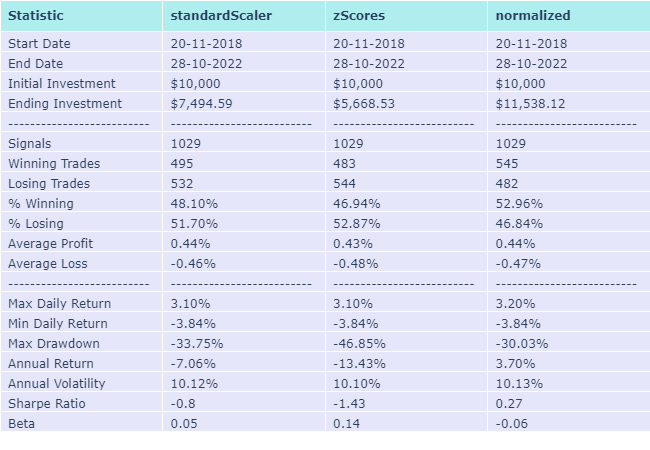 Statistic standardScaler zScores normalized
Start Date 20-11-2018 20-11-2018 20-11-2018
End Date 28-10-2022 28-10-2022 28-10-2022
Initial Investment $10,000 $10,000 $10,000
Ending Investment $7,494.59 $5,668.53 $11,538.12
-------------------------- -------------------------- -------------------------- --------------------------
Signals 1029 1029 1029
Winning Trades 495 483 545
Losing Trades 532 544 482
% Winning 48.10% 46.94% 52.96%
% Losing 51.70% 52.87% 46.84%
Average Profit 0.44% 0.43% 0.44%
Average Loss -0.46% -0.48% -0.47%
-------------------------- -------------------------- -------------------------- --------------------------
Max Daily Return 3.10% 3.10% 3.20%
Min Daily Return -3.84% -3.84% -3.84%
Max Drawdown -33.75% -46.85% -30.03%
Annual Return -7.06% -13.43% 3.70%
Annual Volatility 10.12% 10.10% 10.13%
Sharpe Ratio -0.8 -1.43 0.27
Beta 0.05 0.14 -0.06